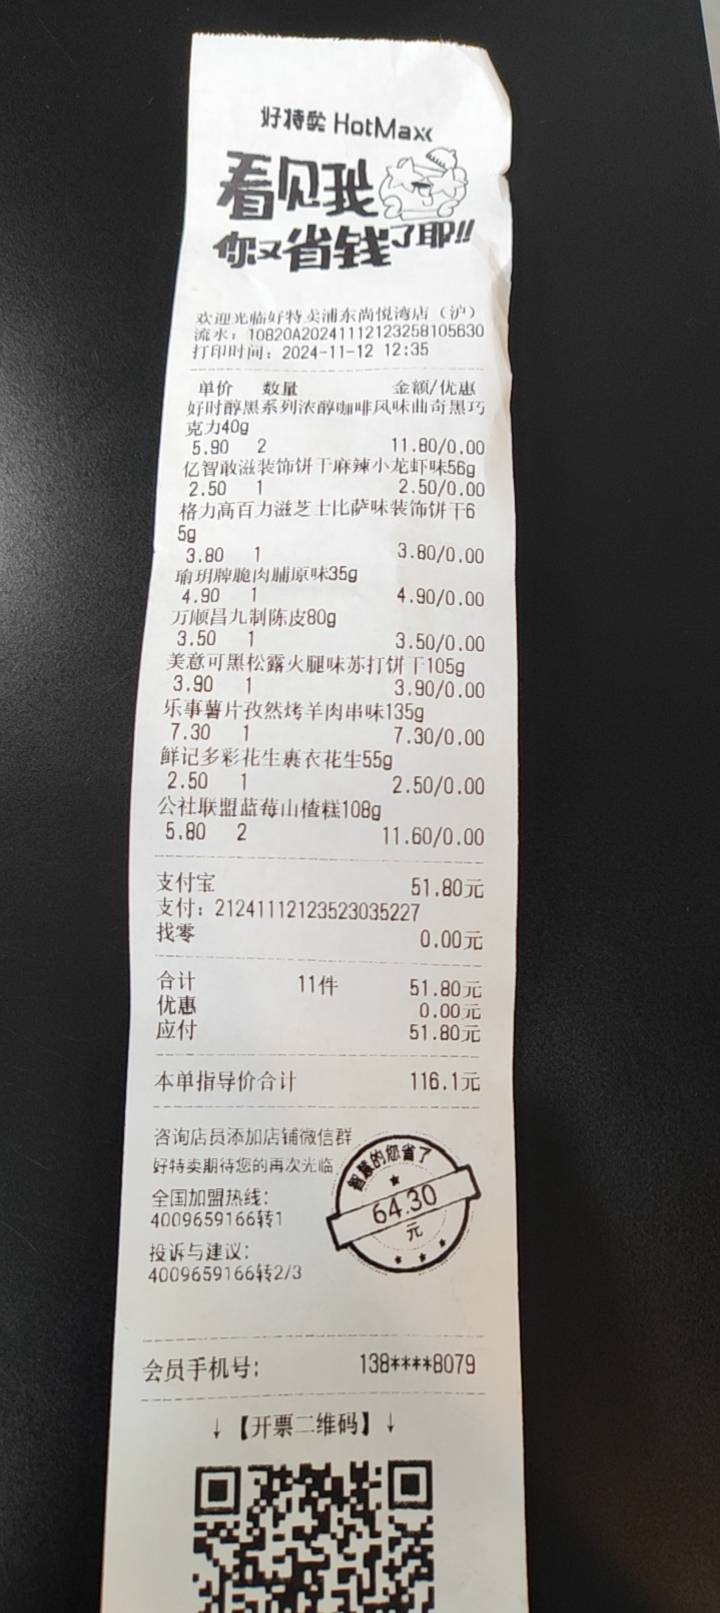 好特卖 HotMaxx
看见我
你又省钱了耶!!
欢迎光临好特卖浦东尚悦湾店（沪）
流水：10820A202411121232581​05630
打印时间：2024-11-12 12:35
单价 数量 金额/优惠
好时醇黑系列浓醇咖啡风味曲奇黑巧
克力40g
5.90 2 11.80/0.00
亿智敢滋装饰饼干麻辣小龙虾味56g
2.50 1 2.50/0.00
格力高百力滋芝士比萨味装饰饼干6
5g
3.80 1 3.80/0.00
瑜玥牌脆肉脯原味35g
4.90 1 4.90/0.00
万顺昌九制陈皮80g
3.50 1 3.50/0.00
美意可黑松露火腿味苏打饼干105g
3.90 1 3.90/0.00
乐事薯片孜然烤羊肉串味135g
7.30 1 7.30/0.00
鲜记多彩花生裹衣花生55g
2.50 1 2.50/0.00
公社联盟蓝莓山楂糕108g
5.80 2 11.60/0.00
支付宝 51.80元
支付：21241112123523035227
找零 0.00元
合计 11件 51.80元
优惠 0.00元
应付 51.80元
本单指导价合计 116.1元
咨询店员添加店铺微信群
好特卖期待您的再次光临
全国加盟热线：
4009659166转1
投诉与建议：
4009659166转2/3
智慧的您省了
64.30
元
会员手机号： 138****8079
↓【开票二维码】↓